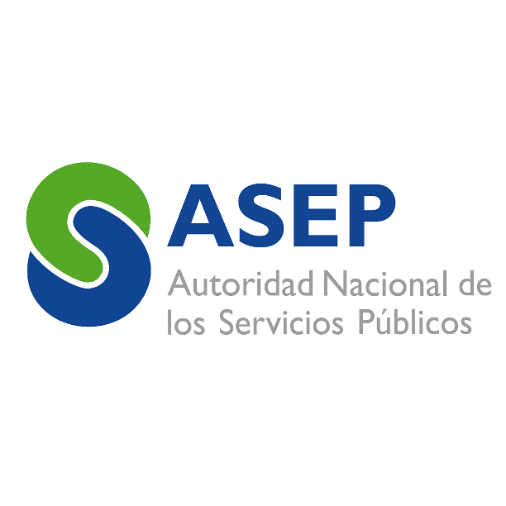 ASEP
Autoridad Nacional de
los Servicios Públicos